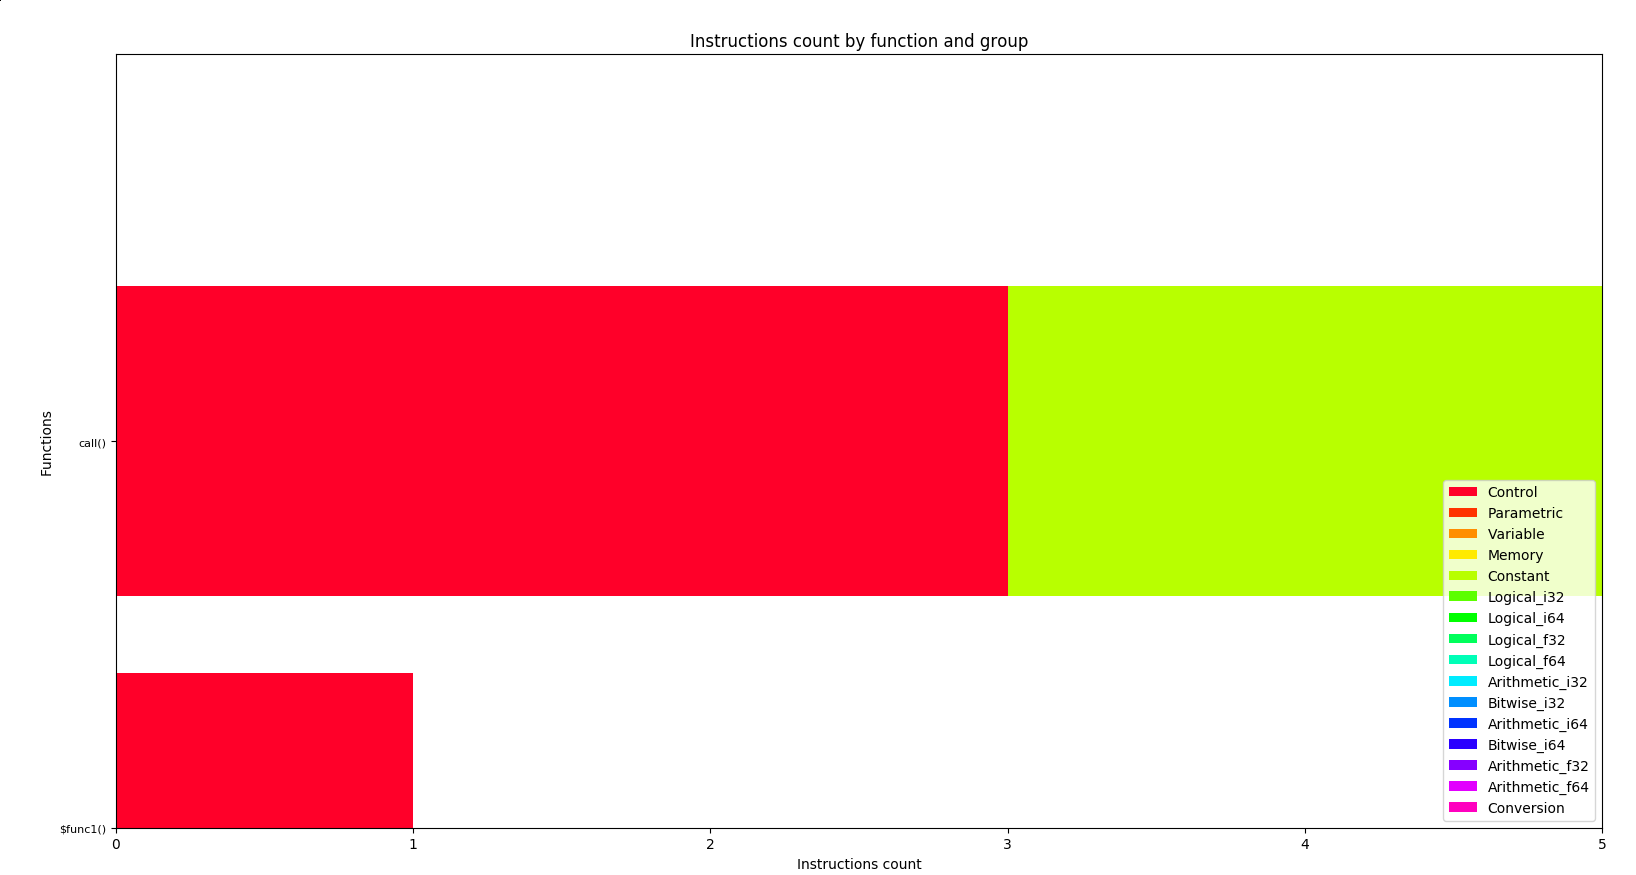 Instructions count by function and group
Functions
call()
$func1()
Control
Parametric
Variable
Memory
Constant
Logical_i32
Logical_i64
Logical_f32
Logical_f64
Arithmetic_i32
Bitwise_i32
Arithmetic_i64
Bitwise_i64
Arithmetic_f32
Arithmetic_f64
Conversion
0 1 2 3 4 5
Instructions count